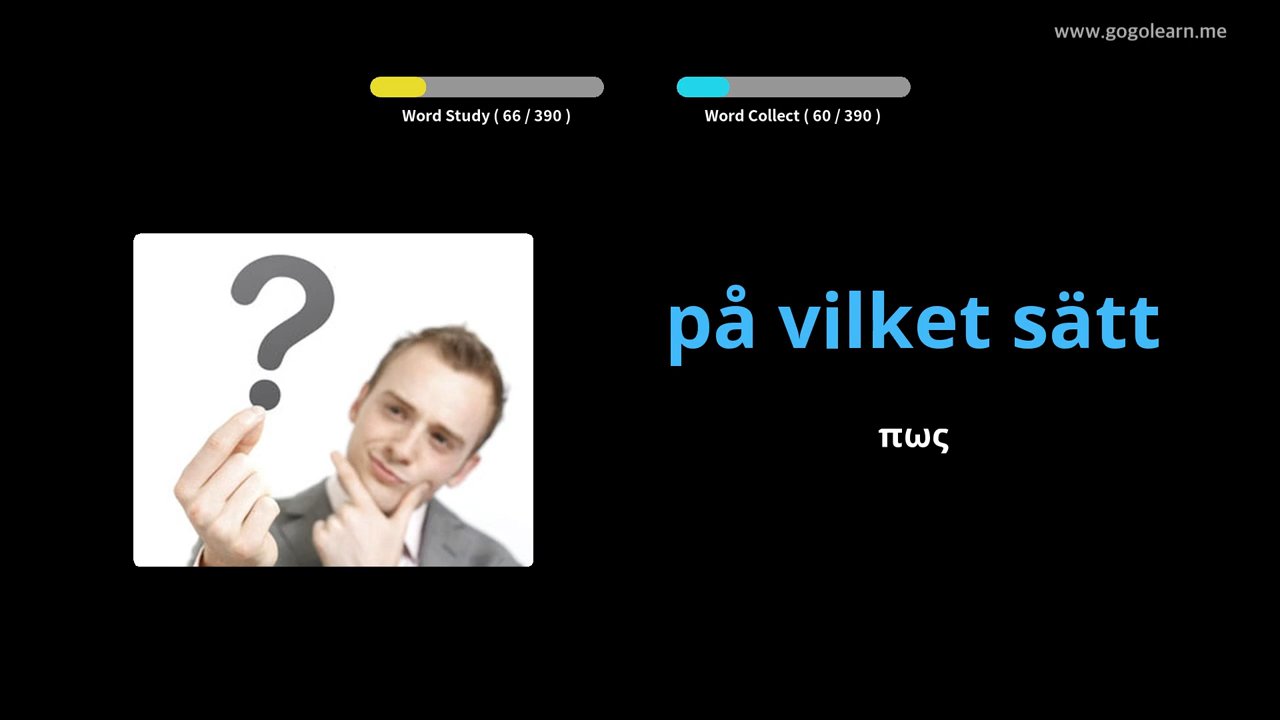 www.gogolearn.me
Word Study ( 66 / 390 )
Word Collect ( 60 / 390 )
på vilket sätt
πως